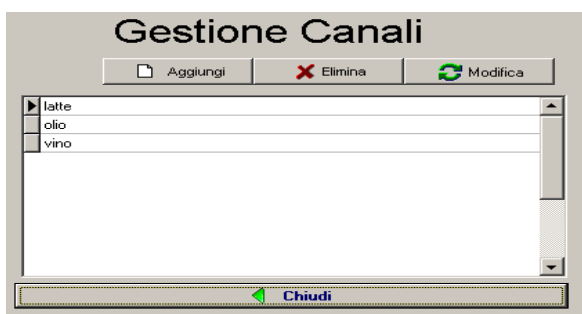 Gestione Canali
Aggiungi Elimina Modifica
latte
olio
vino
Chiudi